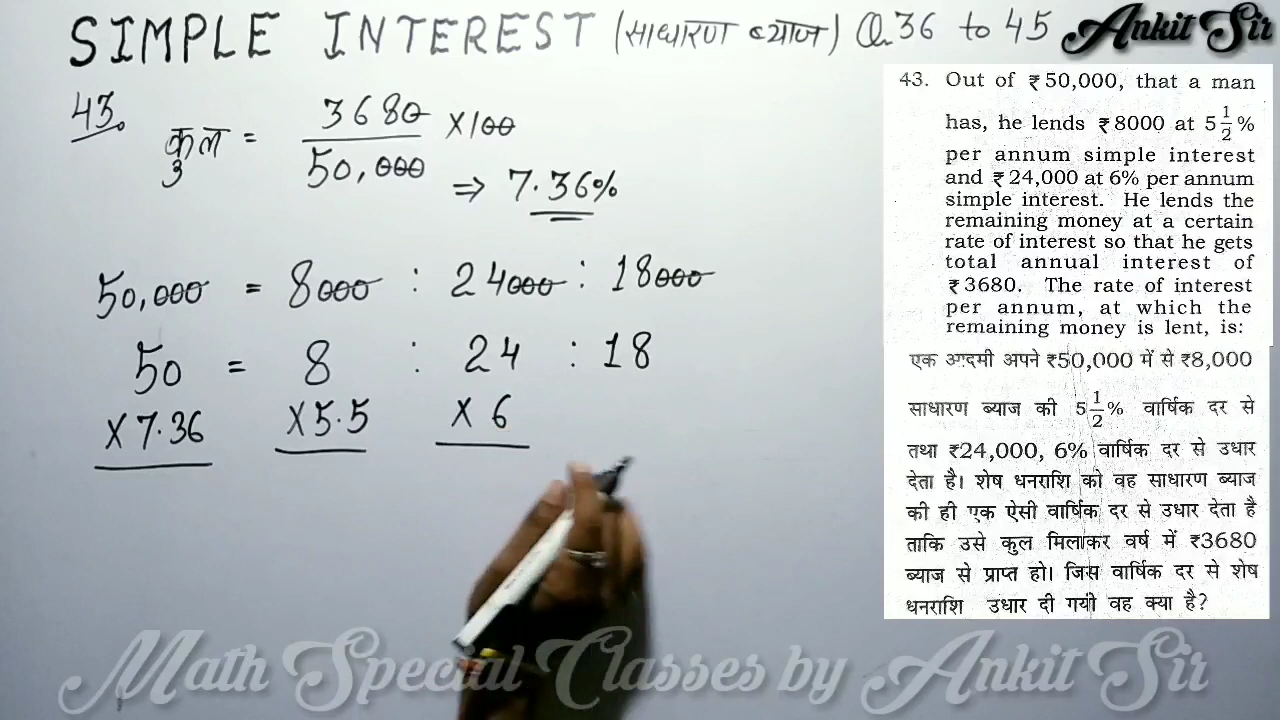 SIMPLE INTEREST (साधारण ब्याज) Q.36 to 45
Ankit Sir
43.
कुल = 3680 / 50,000 × 100
⇒ 7.36%
50,000 = 8000 : 24000 : 18000
50 = 8 : 24 : 18
×7.36 ×5.5 ×6
43. Out of ₹50,000, that a man
has, he lends ₹8000 at 5 1/2 %
per annum simple interest
and ₹24,000 at 6% per annum
simple interest. He lends the
remaining money at a certain
rate of interest so that he gets
total annual interest of
₹3680. The rate of interest
per annum, at which the
remaining money is lent, is:
एक आदमी अपने ₹50,000 में से ₹8,000
साधारण ब्याज की 5 1/2 % वार्षिक दर से
तथा ₹24,000, 6% वार्षिक दर से उधार
देता है। शेष धनराशि को वह साधारण ब्याज
की ही एक ऐसी वार्षिक दर से उधार देता है
ताकि उसे कुल मिलाकर वर्ष में ₹3680
ब्याज से प्राप्त हो। जिस वार्षिक दर से शेष
धनराशि उधार दी गयी वह क्या है?
Math Special Classes by Ankit Sir